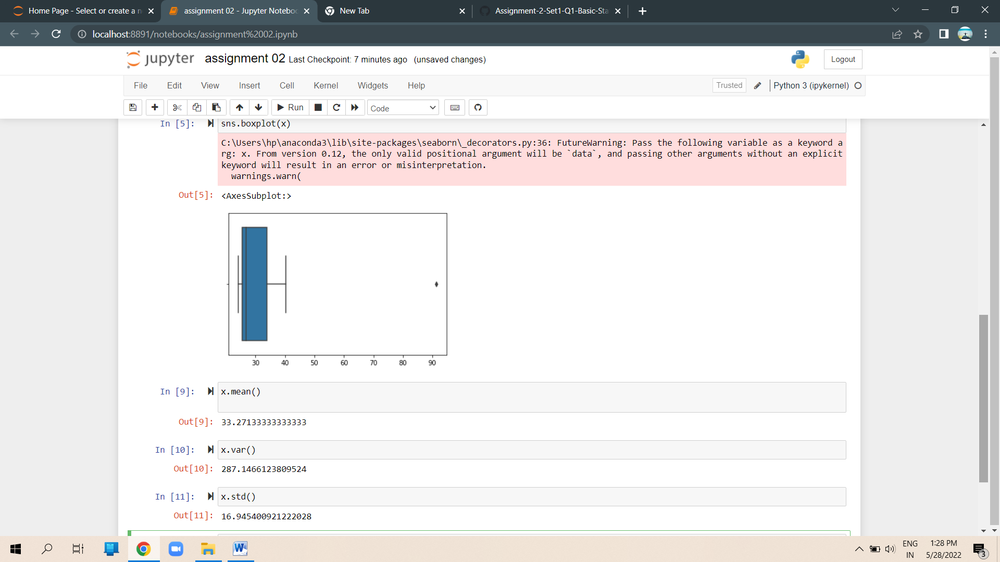 Home Page - Select or create a n
assignment 02 - Jupyter Noteboo
New Tab
Assignment-2-Set1-Q1-Basic-Sta
localhost:8891/notebooks/assignment%2002.ipynb
jupyter assignment 02 Last Checkpoint: 7 minutes ago (unsaved changes)
Logout
File Edit View Insert Cell Kernel Widgets Help
Trusted Python 3 (ipykernel)
Run Code
In [5]: sns.boxplot(x)
C:\Users\hp\anaconda3\lib\site-packages\seaborn\_decorators.py:36: FutureWarning: Pass the following variable as a keyword a
rg: x. From version 0.12, the only valid positional argument will be `data`, and passing other arguments without an explicit
keyword will result in an error or misinterpretation.
warnings.warn(
Out[5]: <AxesSubplot:>
30 40 50 60 70 80 90
In [9]: x.mean()
Out[9]: 33.27133333333333
In [10]: x.var()
Out[10]: 287.1466123809524
In [11]: x.std()
Out[11]: 16.945400921222028
ENG
IN
1:28 PM
5/28/2022
3